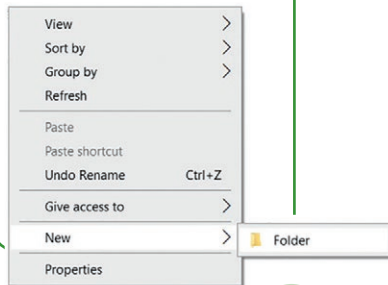 View
Sort by
Group by
Refresh
Paste
Paste shortcut
Undo Rename Ctrl+Z
Give access to
New
Folder
Properties